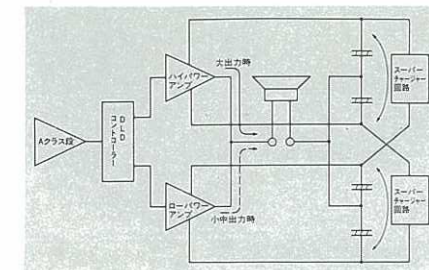 Aクラス段
DLD
コントローラー
ハイパワー
アンプ
大出力時
小中出力時
ローパワー
アンプ
スーパー
チャージャー
回路
スーパー
チャージャー
回路